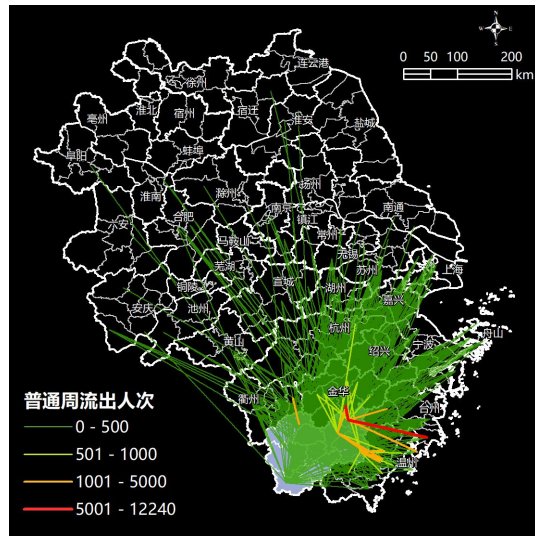 N
W E
S
0 50 100 200
km
连云港
徐州
宿迁
淮北
宿州
淮安
亳州
盐城
阜阳
蚌埠
淮南
滁州
扬州
合肥
南京
镇江
南通
六安
马鞍山
常州
无锡
芜湖
苏州
上海
宣城
铜陵
湖州
嘉兴
安庆
池州
杭州
舟山
黄山
绍兴
宁波
金华
衢州
台州
温州
普通周流出人次
0 - 500
501 - 1000
1001 - 5000
5001 - 12240